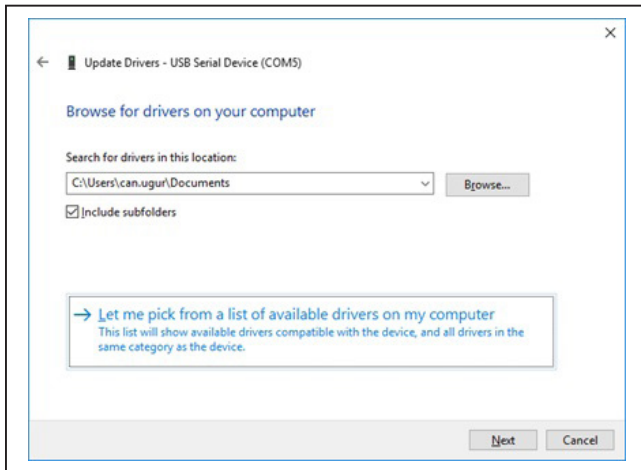 Update Drivers - USB Serial Device (COM5)
Browse for drivers on your computer
Search for drivers in this location:
C:\Users\can.ugur\Documents
Browse...
Include subfolders
Let me pick from a list of available drivers on my computer
This list will show available drivers compatible with the device, and all drivers in the
same category as the device.
Next
Cancel